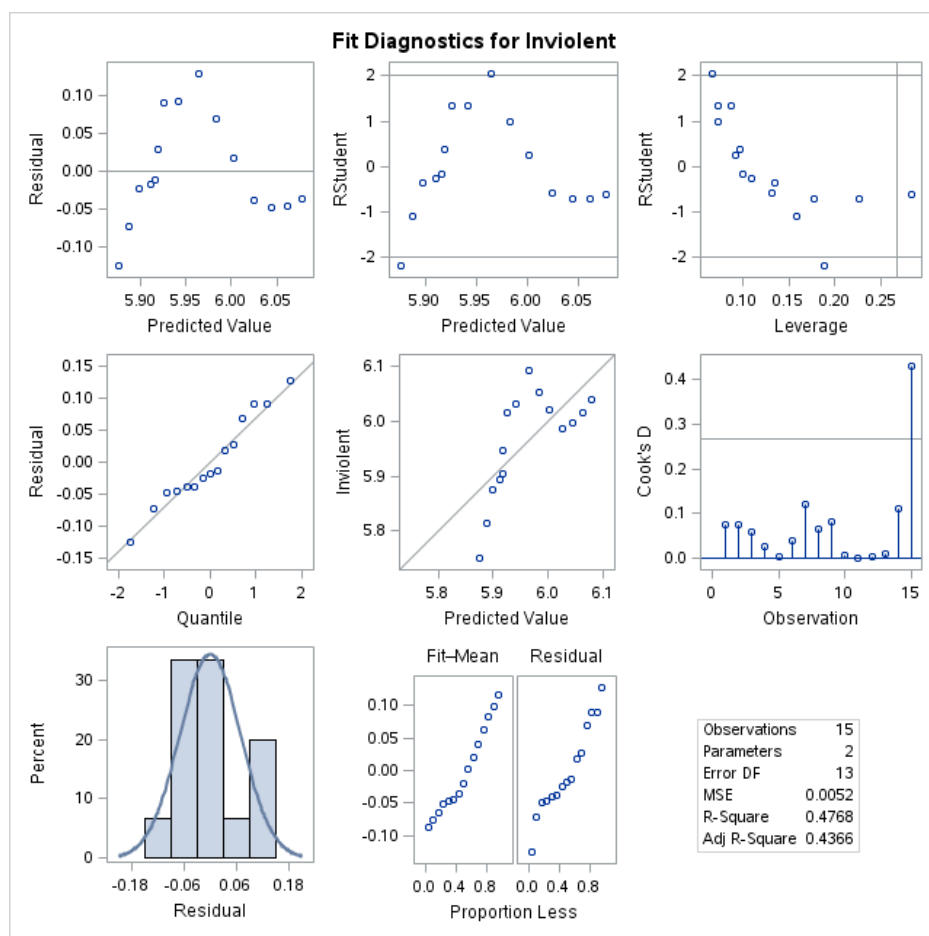 Fit Diagnostics for Inviolent
0.10
0.05
0.00
-0.05
-0.10
Residual
5.90 5.95 6.00 6.05
Predicted Value
2
1
0
-1
-2
RStudent
5.90 5.95 6.00 6.05
Predicted Value
2
1
0
-1
-2
RStudent
0.10 0.15 0.20 0.25
Leverage
0.15
0.10
0.05
0.00
-0.05
-0.10
-0.15
Residual
-2 -1 0 1 2
Quantile
6.1
6.0
5.9
5.8
Inviolent
5.8 5.9 6.0 6.1
Predicted Value
0.4
0.3
0.2
0.1
0.0
Cook's D
0 5 10 15
Observation
30
20
10
0
Percent
-0.18 -0.06 0.06 0.18
Residual
Fit–Mean Residual
0.10
0.05
0.00
-0.05
-0.10
0.0 0.4 0.8 0.0 0.4 0.8
Proportion Less
Observations 15
Parameters 2
Error DF 13
MSE 0.0052
R-Square 0.4768
Adj R-Square 0.4366